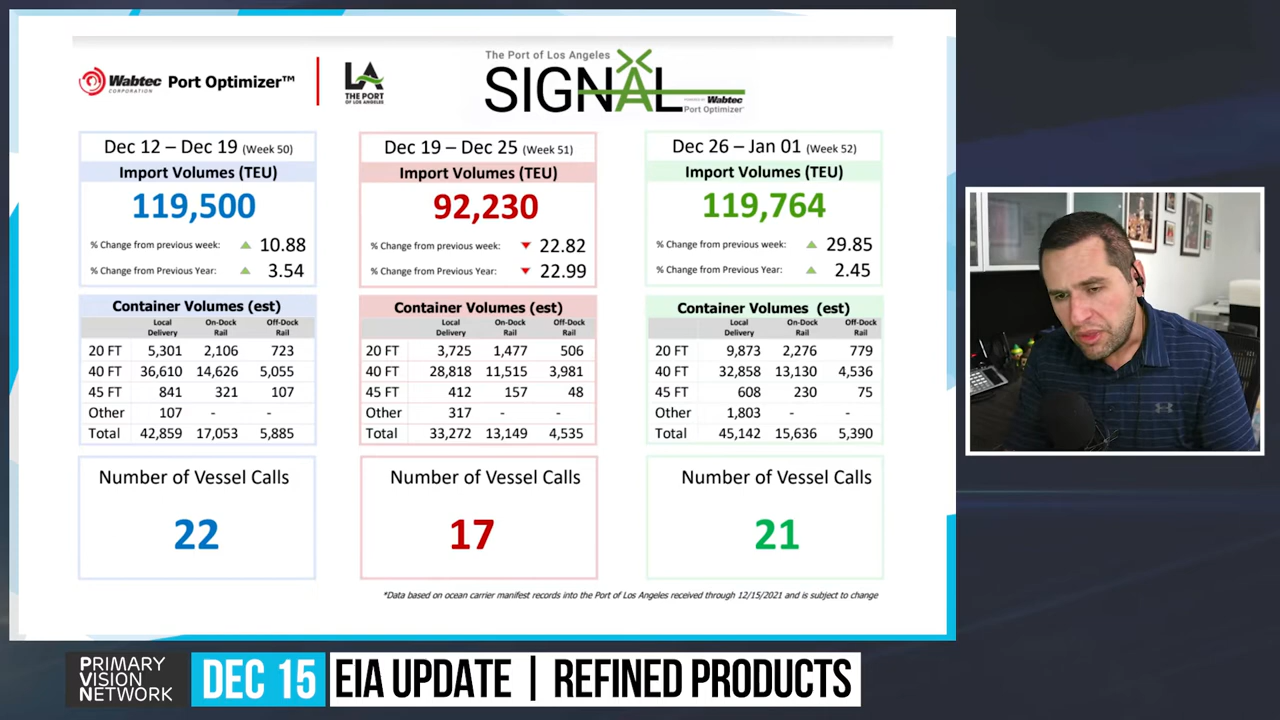 Wabtec CORPORATION Port Optimizer™
LA THE PORT OF LOS ANGELES
The Port of Los Angeles
SIGNAL
POWERED BY Wabtec
Port Optimizer™
Dec 12 – Dec 19 (Week 50)
Import Volumes (TEU)
119,500
% Change from previous week: 10.88
% Change from Previous Year: 3.54
Container Volumes (est)
Local Delivery On-Dock Rail Off-Dock Rail
20 FT 5,301 2,106 723
40 FT 36,610 14,626 5,055
45 FT 841 321 107
Other 107 - -
Total 42,859 17,053 5,885
Number of Vessel Calls
22
Dec 19 – Dec 25 (Week 51)
Import Volumes (TEU)
92,230
% Change from previous week: 22.82
% Change from Previous Year: 22.99
Container Volumes (est)
Local Delivery On-Dock Rail Off-Dock Rail
20 FT 3,725 1,477 506
40 FT 28,818 11,515 3,981
45 FT 412 157 48
Other 317 - -
Total 33,272 13,149 4,535
Number of Vessel Calls
17
Dec 26 – Jan 01 (Week 52)
Import Volumes (TEU)
119,764
% Change from previous week: 29.85
% Change from Previous Year: 2.45
Container Volumes (est)
Local Delivery On-Dock Rail Off-Dock Rail
20 FT 9,873 2,276 779
40 FT 32,858 13,130 4,536
45 FT 608 230 75
Other 1,803 - -
Total 45,142 15,636 5,390
Number of Vessel Calls
21
*Data based on ocean carrier manifest records into the Port of Los Angeles received through 12/15/2021 and is subject to change
PRIMARY
VISION
NETWORK
DEC 15 EIA UPDATE | REFINED PRODUCTS